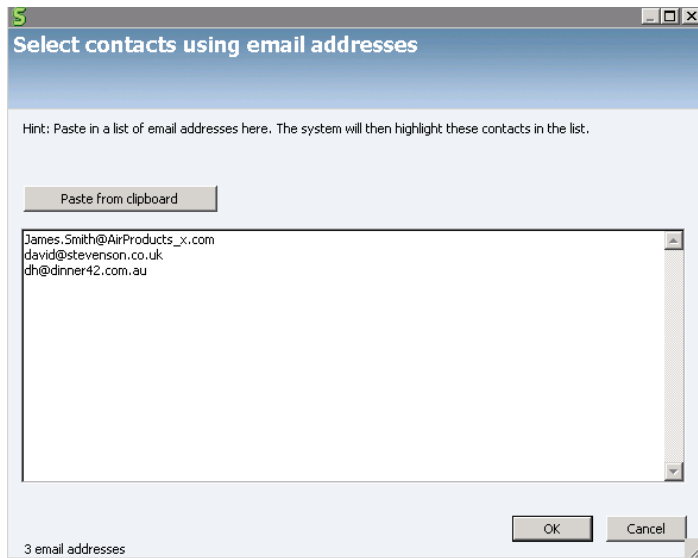 S
Select contacts using email addresses
Hint: Paste in a list of email addresses here. The system will then highlight these contacts in the list.
Paste from clipboard
James.Smith@AirProducts_x.com
david@stevenson.co.uk
dh@dinner42.com.au
OK Cancel
3 email addresses